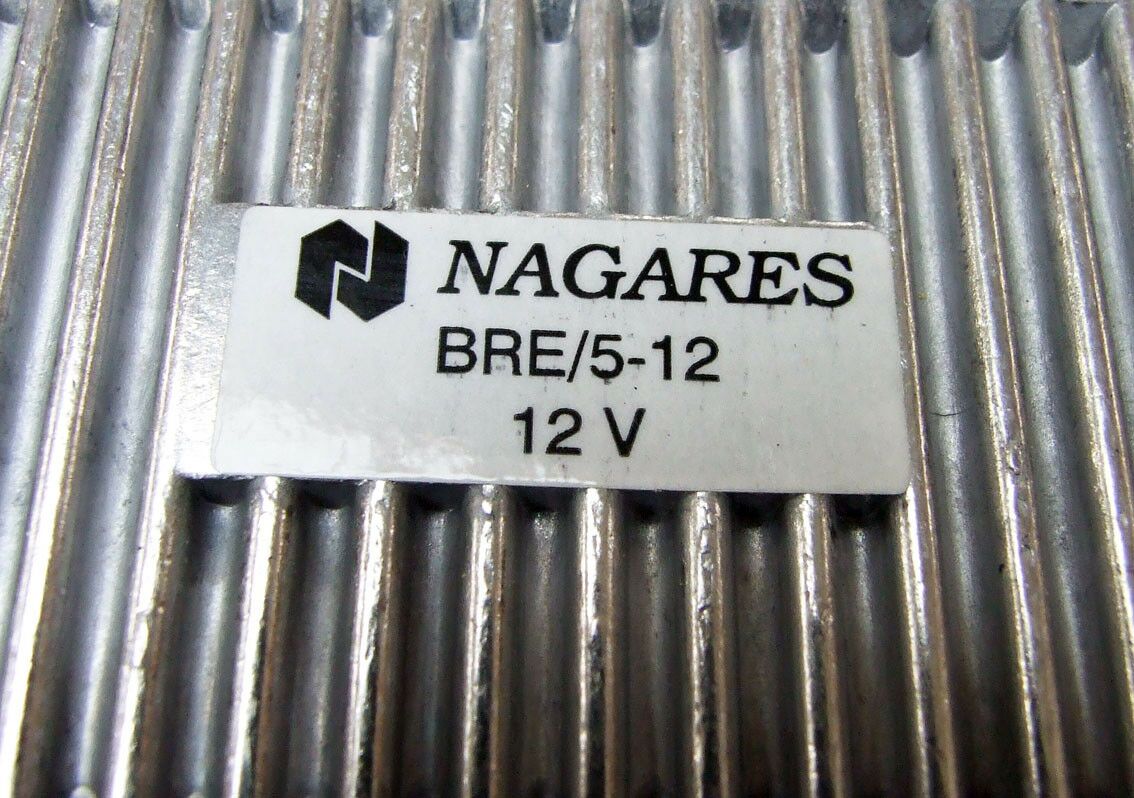 NAGARES
BRE/5-12
12 V